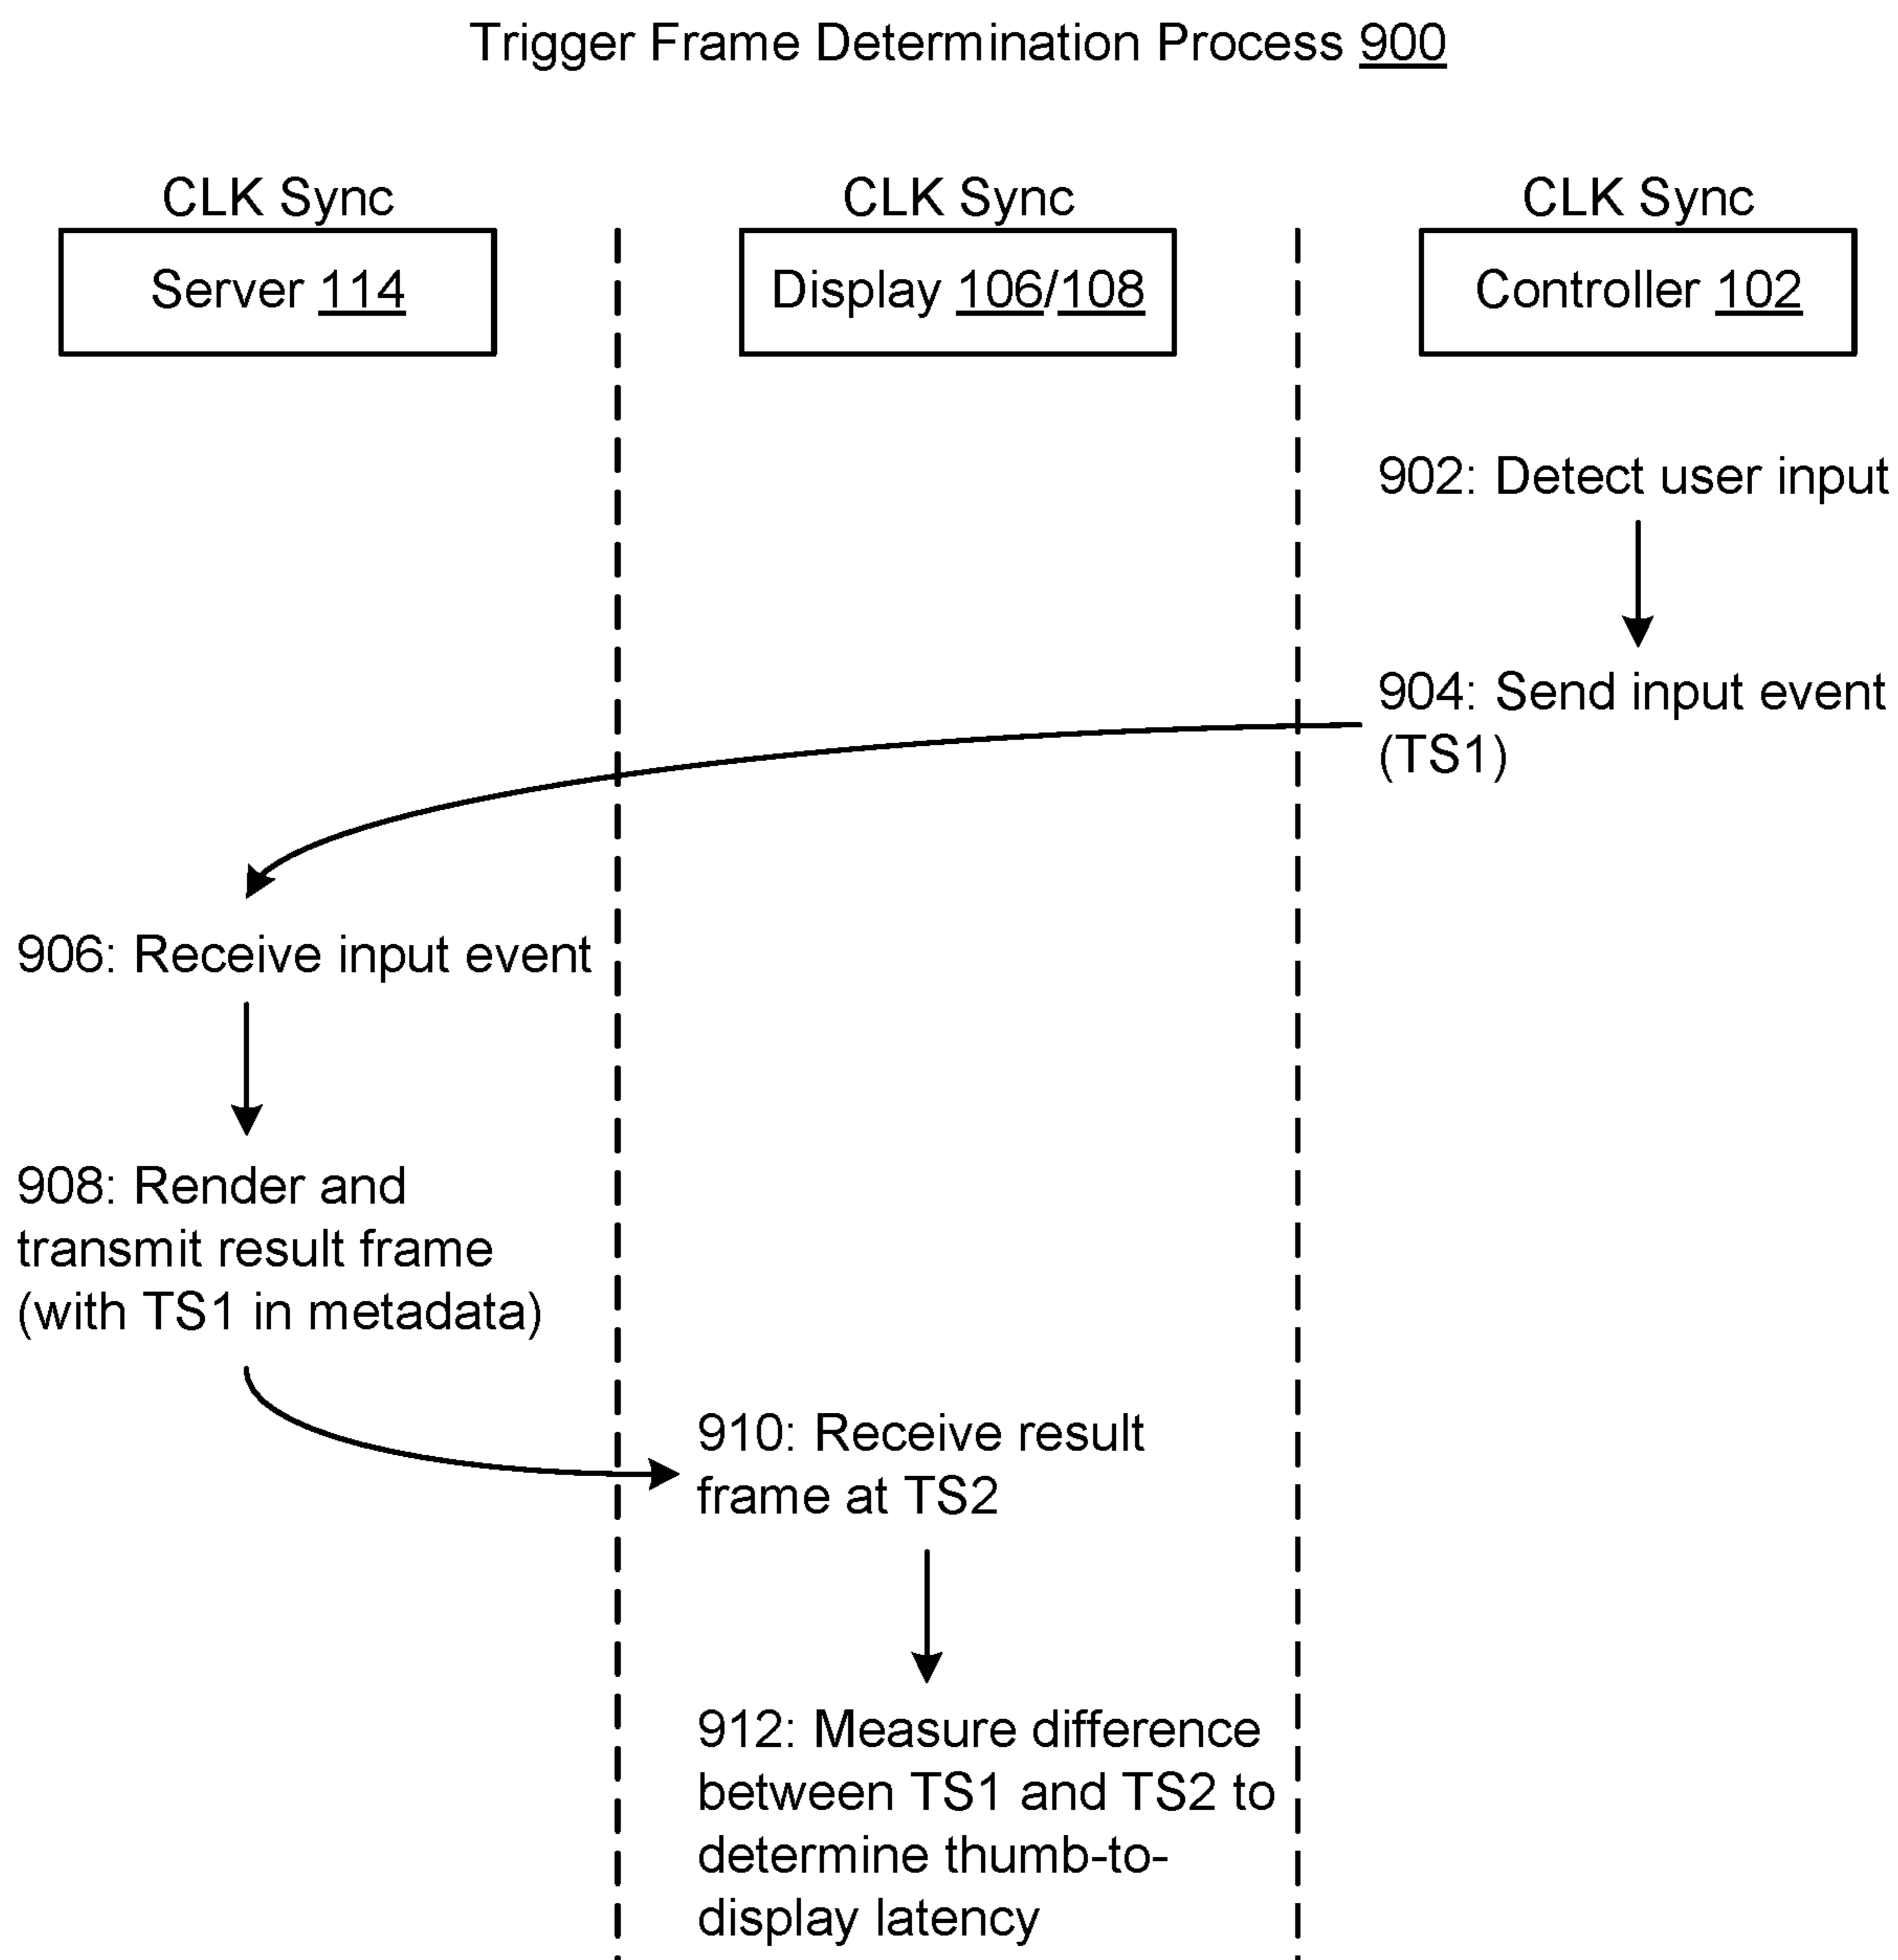 Trigger Frame Determination Process 900
CLK Sync
CLK Sync
CLK Sync
Server 114
Display 106/108
Controller 102
902: Detect user input
904: Send input event
(TS1)
906: Receive input event
908: Render and
transmit result frame
(with TS1 in metadata)
910: Receive result
frame at TS2
912: Measure difference
between TS1 and TS2 to
determine thumb-to-
display latency